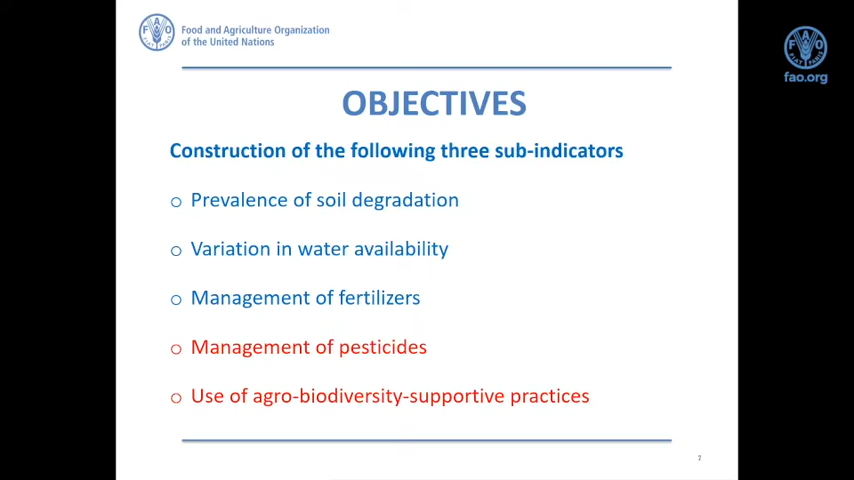 Food and Agriculture Organization
of the United Nations
fao.org
OBJECTIVES
Construction of the following three sub-indicators
Prevalence of soil degradation
Variation in water availability
Management of fertilizers
Management of pesticides
Use of agro-biodiversity-supportive practices
2